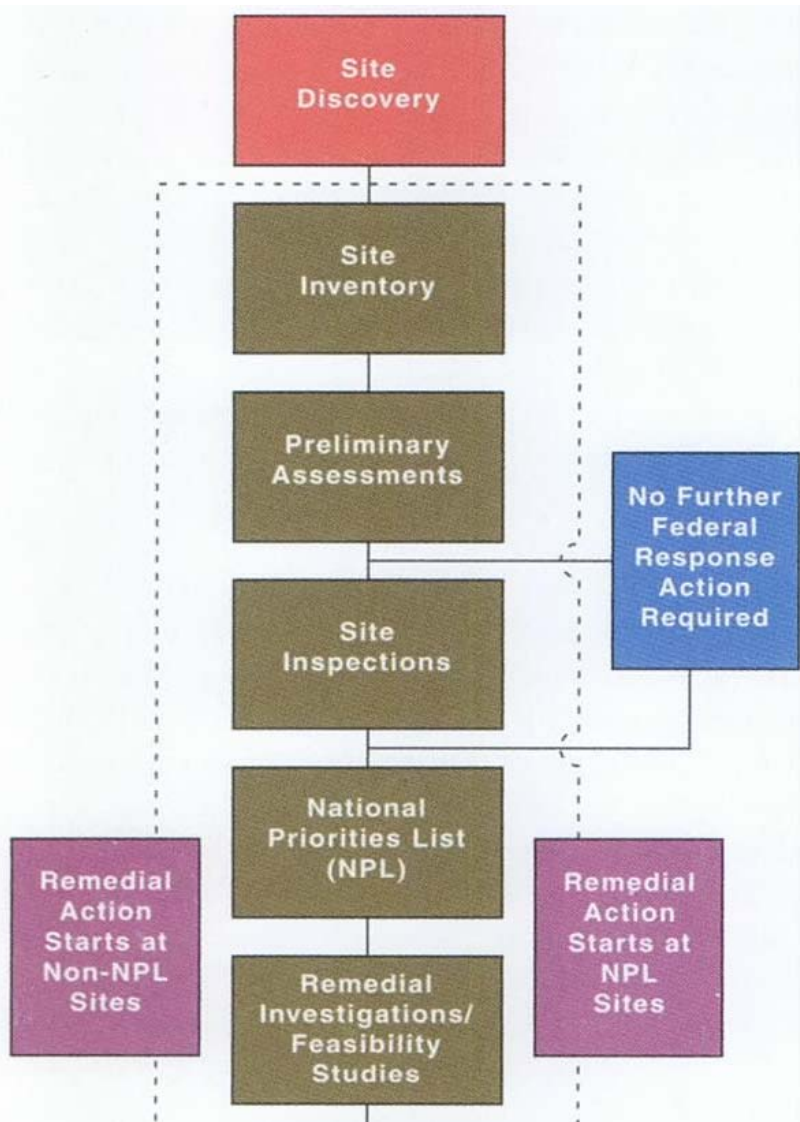 Site
Discovery
Site
Inventory
Preliminary
Assessments
No Further
Federal
Response
Action
Required
Site
Inspections
National
Priorities List
(NPL)
Remedial
Action
Starts at
Non-NPL
Sites
Remedial
Action
Starts at
NPL
Sites
Remedial
Investigations/
Feasibility
Studies